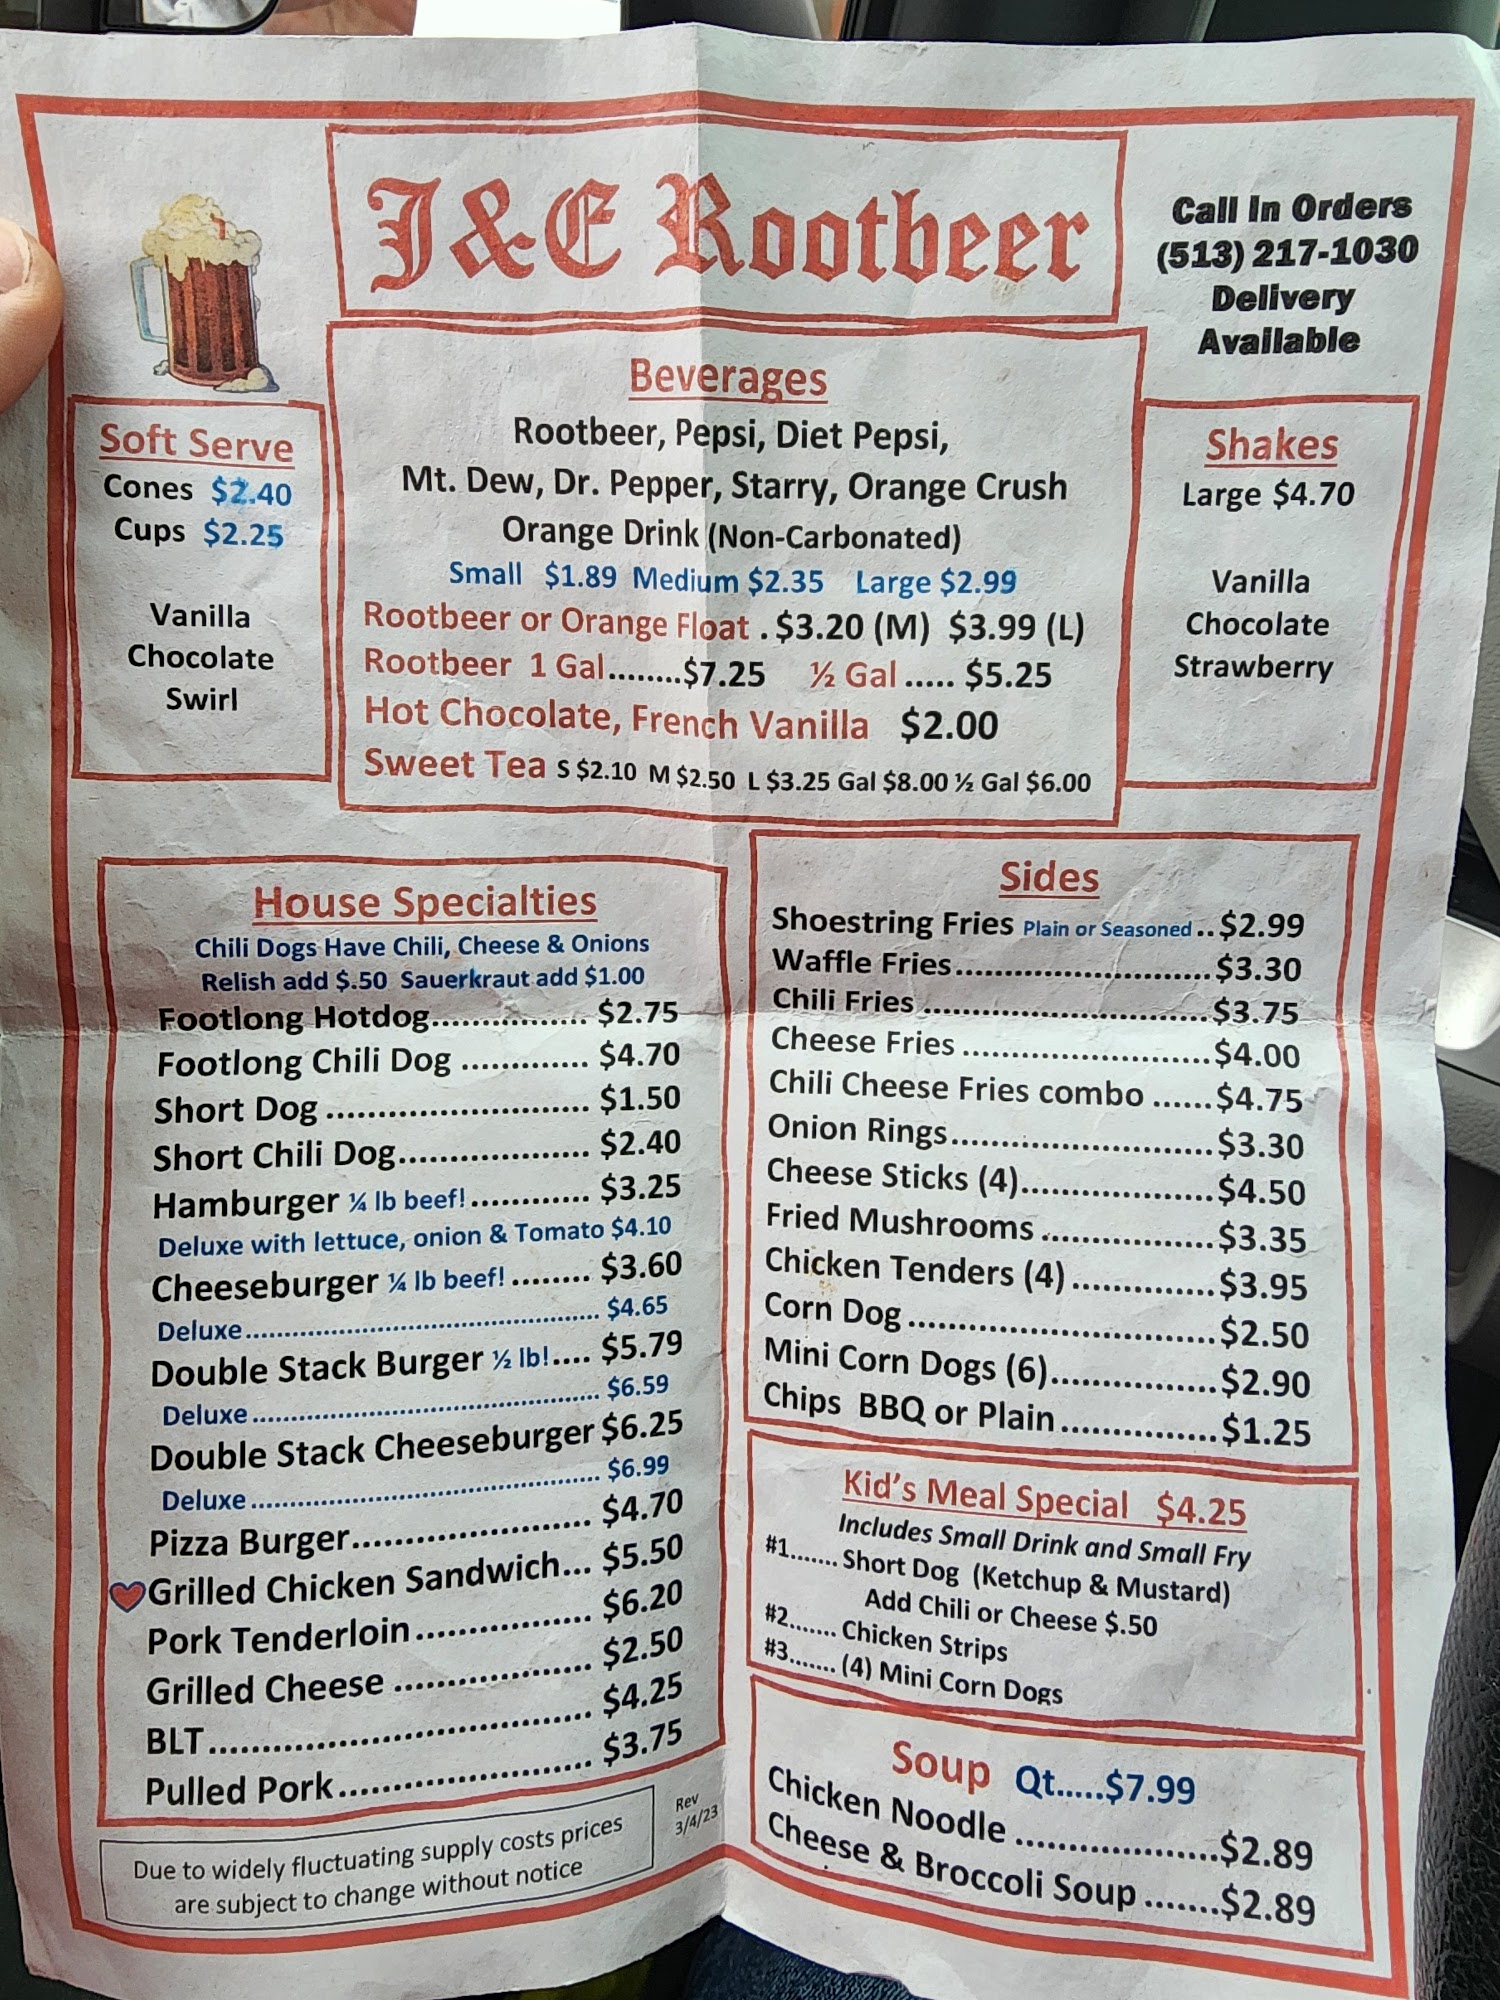 J&E Rootbeer
Call In Orders
(513) 217-1030
Delivery
Available
Soft Serve
Cones $2.40
Cups $2.25
Vanilla
Chocolate
Swirl
Beverages
Rootbeer, Pepsi, Diet Pepsi,
Mt. Dew, Dr. Pepper, Starry, Orange Crush
Orange Drink (Non-Carbonated)
Small $1.89 Medium $2.35 Large $2.99
Rootbeer or Orange Float . $3.20 (M) $3.99 (L)
Rootbeer 1 Gal........$7.25 ½ Gal ..... $5.25
Hot Chocolate, French Vanilla $2.00
Sweet Tea S $2.10 M $2.50 L $3.25 Gal $8.00 ½ Gal $6.00
Shakes
Large $4.70
Vanilla
Chocolate
Strawberry
House Specialties
Chili Dogs Have Chili, Cheese & Onions
Relish add $.50 Sauerkraut add $1.00
Footlong Hotdog................ $2.75
Footlong Chili Dog ............. $4.70
Short Dog ........................... $1.50
Short Chili Dog.................... $2.40
Hamburger ¼ lb beef!............ $3.25
Deluxe with lettuce, onion & Tomato $4.10
Cheeseburger ¼ lb beef! ........ $3.60
Deluxe................................................ $4.65
Double Stack Burger ½ lb!.... $5.79
Deluxe................................................ $6.59
Double Stack Cheeseburger $6.25
Deluxe................................................ $6.99
Pizza Burger......................... $4.70
Grilled Chicken Sandwich... $5.50
Pork Tenderloin.................. $6.20
Grilled Cheese .................... $2.50
BLT....................................... $4.25
Pulled Pork.......................... $3.75
Due to widely fluctuating supply costs prices
are subject to change without notice
Rev
3/4/23
Sides
Shoestring Fries Plain or Seasoned .. $2.99
Waffle Fries.......................... $3.30
Chili Fries ............................. $3.75
Cheese Fries ......................... $4.00
Chili Cheese Fries combo ...... $4.75
Onion Rings........................... $3.30
Cheese Sticks (4).................... $4.50
Fried Mushrooms .................. $3.35
Chicken Tenders (4) ............... $3.95
Corn Dog ................................ $2.50
Mini Corn Dogs (6)................. $2.90
Chips BBQ or Plain................ $1.25
Kid's Meal Special $4.25
Includes Small Drink and Small Fry
#1....... Short Dog (Ketchup & Mustard)
Add Chili or Cheese $.50
#2....... Chicken Strips
#3....... (4) Mini Corn Dogs
Soup Qt.....$7.99
Chicken Noodle ..................... $2.89
Cheese & Broccoli Soup ....... $2.89